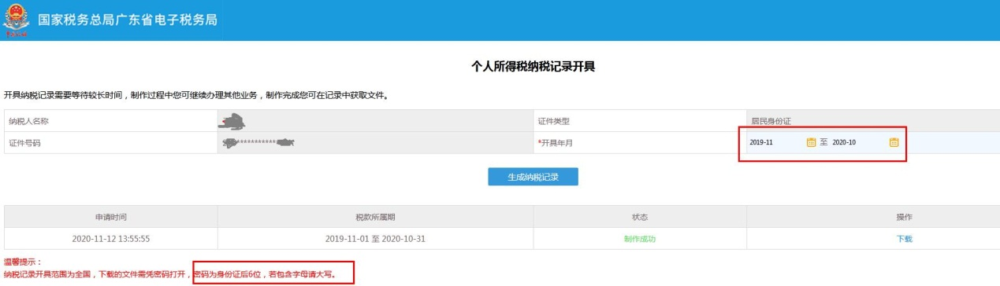 国家税务总局广东省电子税务局
个人所得税纳税记录开具
开具纳税记录需要等待较长时间，制作过程中您可继续办理其他业务，制作完成您可在记录中获取文件。
纳税人名称 证件类型 居民身份证
证件号码 *开具年月 2019-11 至 2020-10
生成纳税记录
申请时间 税款所属期 状态 操作
2020-11-12 13:55:55 2019-11-01 至 2020-10-31 制作成功 下载
温馨提示：
纳税记录开具范围为全国，下载的文件需凭密码打开，密码为身份证后6位，若包含字母请大写。